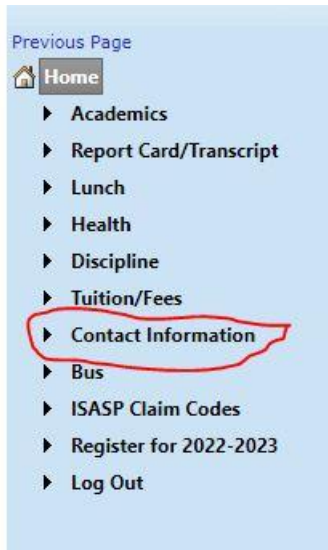 Previous Page
Home
Academics
Report Card/Transcript
Lunch
Health
Discipline
Tuition/Fees
Contact Information
Bus
ISASP Claim Codes
Register for 2022-2023
Log Out